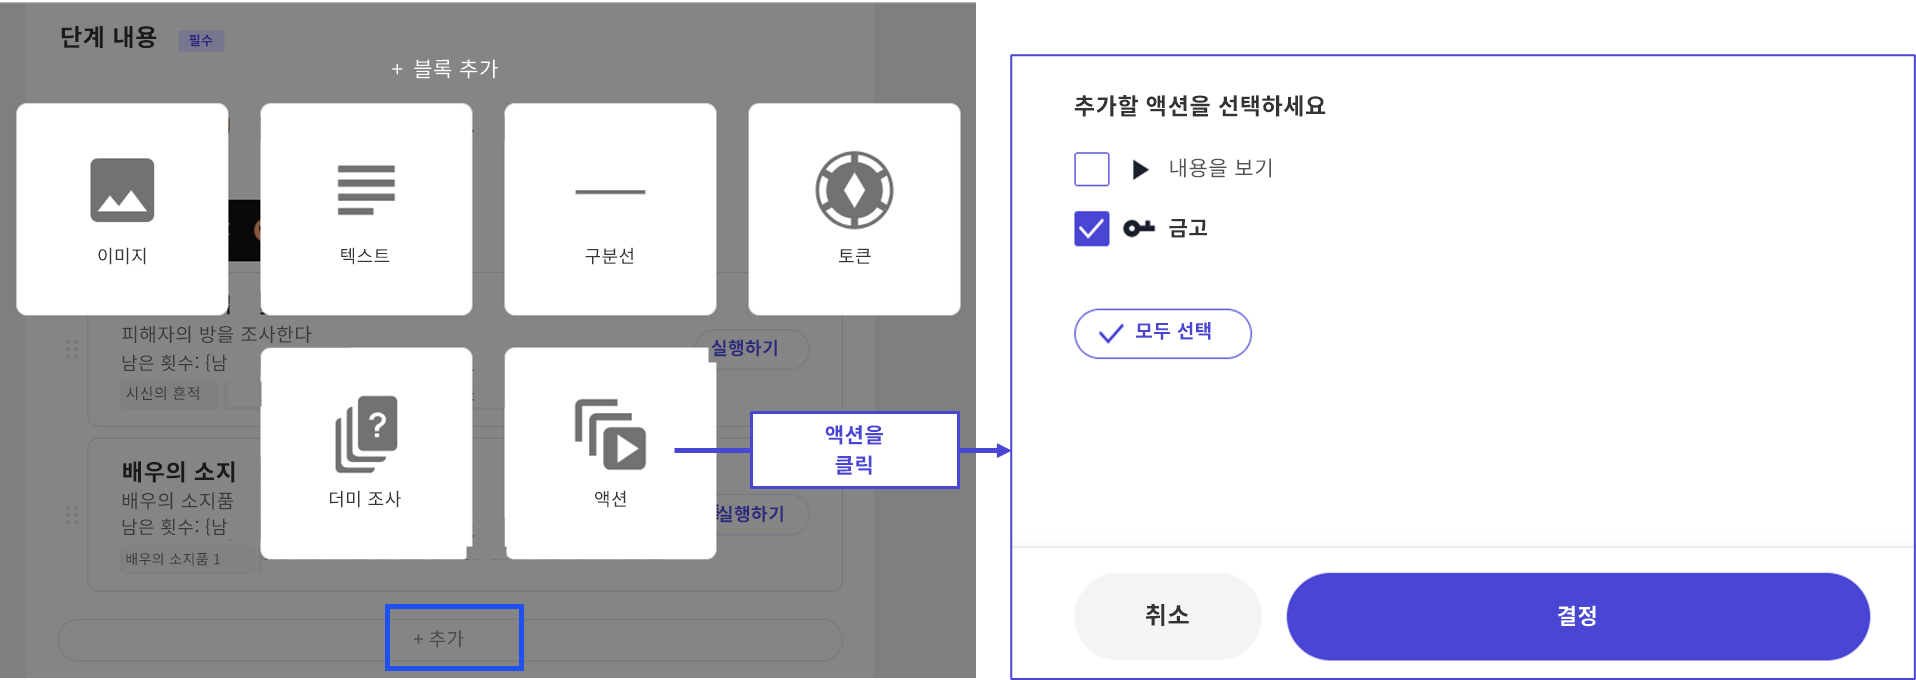 단계 내용 필수
+ 블록 추가
이미지
텍스트
구분선
토큰
피해자의 방을 조사한다
남은 횟수: {남
시신의 흔적
실행하기
더미 조사
액션
배우의 소지
배우의 소지품
남은 횟수: {남
배우의 소지품 1
실행하기
+ 추가
액션을
클릭
추가할 액션을 선택하세요
내용을 보기
금고
모두 선택
취소
결정